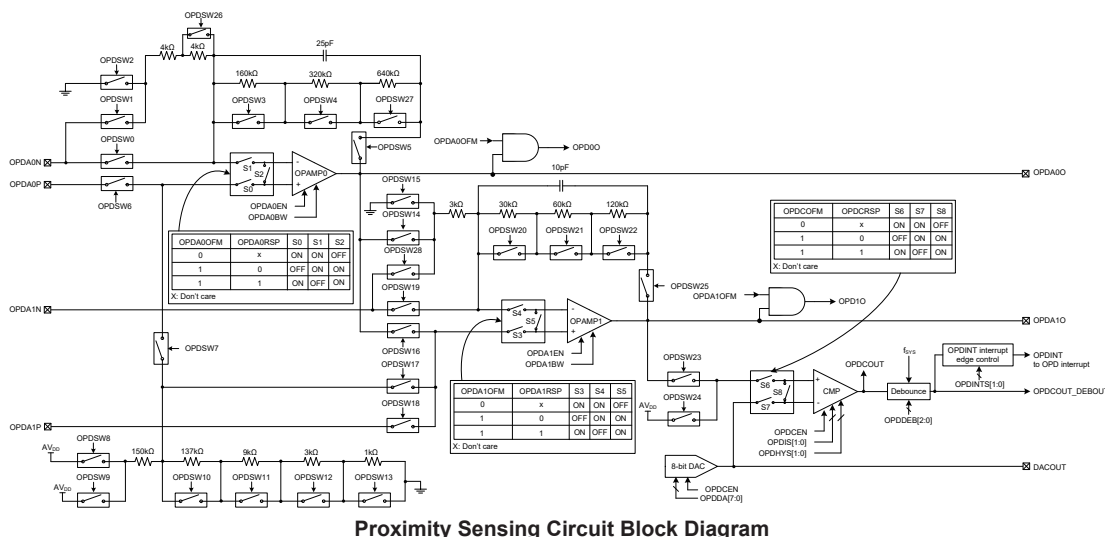 OPDSW26
4kΩ 4kΩ
25pF
OPDSW2
160kΩ 320kΩ 640kΩ
OPDSW1
OPDSW3 OPDSW4 OPDSW27
OPDSW0
OPDSW5
OPDA0OFM
OPD0O
OPDA0N
OPDA0P
S1
S2
S0
-
+
OPAMP0
OPDA0O
OPDSW6
OPDA0EN
OPDA0BW
OPDSW15
10pF
OPDSW14
3kΩ 30kΩ 60kΩ 120kΩ
OPDSW20 OPDSW21 OPDSW22
OPDSW28
OPDA0OFM OPDA0RSP S0 S1 S2
0 x ON ON OFF
1 0 OFF ON ON
1 1 ON OFF ON
X: Don't care
OPDCOFM OPDCRSP S6 S7 S8
0 x ON ON OFF
1 0 OFF ON ON
1 1 ON OFF ON
X: Don't care
OPDSW19
OPDSW25
OPDA1OFM
OPD1O
OPDA1N
S4
S5
S3
-
+
OPAMP1
OPDA1O
OPDSW7
OPDSW16
OPDA1EN
OPDA1BW
OPDSW17
OPDSW23
OPDCOUT
fSYS
OPDINT interrupt
edge control
OPDINT
to OPD interrupt
OPDSW18
OPDA1OFM OPDA1RSP S3 S4 S5
0 x ON ON OFF
1 0 OFF ON ON
1 1 ON OFF ON
X: Don't care
OPDSW24
AVDD
S6
S8
S7
+
-
CMP
Debounce
OPDINTS[1:0]
OPDCOUT_DEBOUT
OPDA1P
OPDCEN
OPDIS[1:0]
OPDHYS[1:0]
OPDDEB[2:0]
AVDD
OPDSW8
150kΩ 137kΩ 9kΩ 3kΩ 1kΩ
AVDD
OPDSW9 OPDSW10 OPDSW11 OPDSW12 OPDSW13
8-bit DAC
DACOUT
OPDCEN
OPDDA[7:0]
Proximity Sensing Circuit Block Diagram